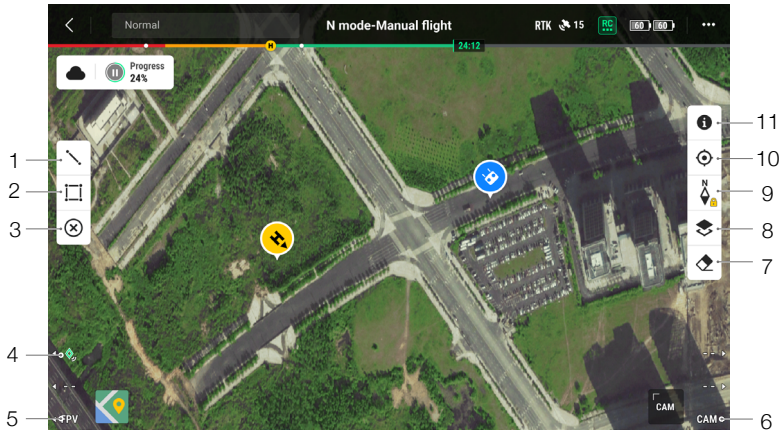 Normal
N mode-Manual flight
RTK 15 RC 60 60
H
24:12
Progress
24%
H
N
1
2
3
4
5
6
7
8
9
10
11
-- 
--
FPV
CAM
CAM